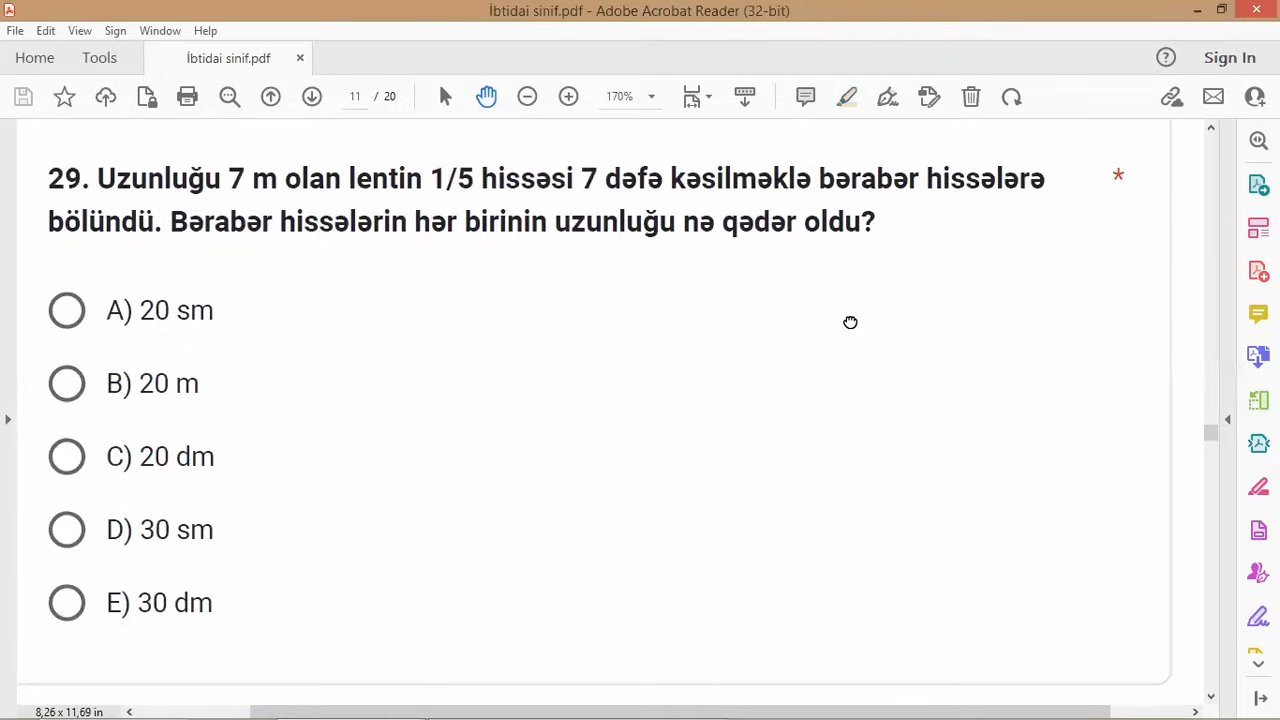 İbtidai sinif.pdf - Adobe Acrobat Reader (32-bit)
File Edit View Sign Window Help
Home Tools İbtidai sinif.pdf × Sign In
11 / 20 170%
29. Uzunluğu 7 m olan lentin 1/5 hissəsi 7 dəfə kəsilməklə bərabər hissələrə *
bölündü. Bərabər hissələrin hər birinin uzunluğu nə qədər oldu?
A) 20 sm
B) 20 m
C) 20 dm
D) 30 sm
E) 30 dm
8,26 x 11,69 in